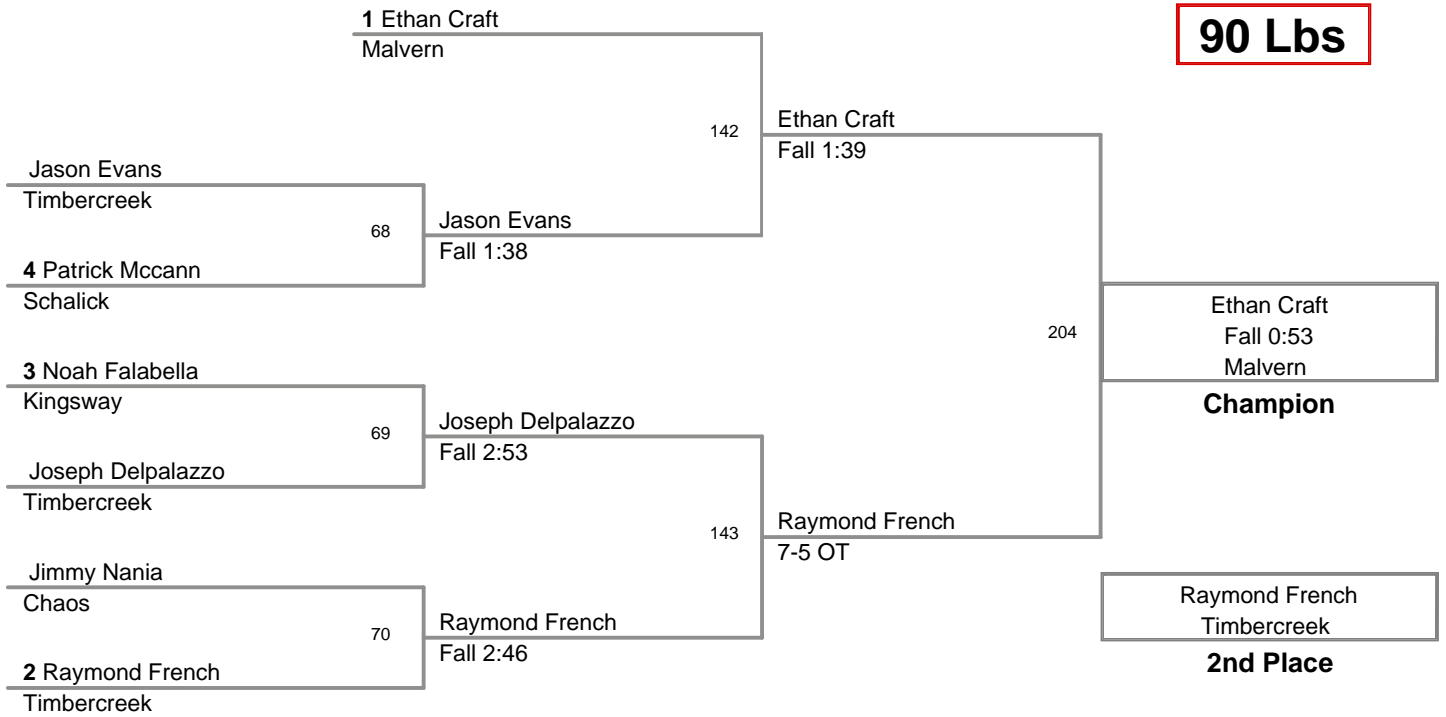 1 Ethan Craft
Malvern
90 Lbs
142
Ethan Craft
Fall 1:39
Jason Evans
Timbercreek
68
Jason Evans
Fall 1:38
4 Patrick Mccann
Schalick
204
Ethan Craft
Fall 0:53
Malvern
Champion
3 Noah Falabella
Kingsway
69
Joseph Delpalazzo
Fall 2:53
Joseph Delpalazzo
Timbercreek
143
Raymond French
7-5 OT
Jimmy Nania
Chaos
70
Raymond French
Fall 2:46
2 Raymond French
Timbercreek
Raymond French
Timbercreek
2nd Place